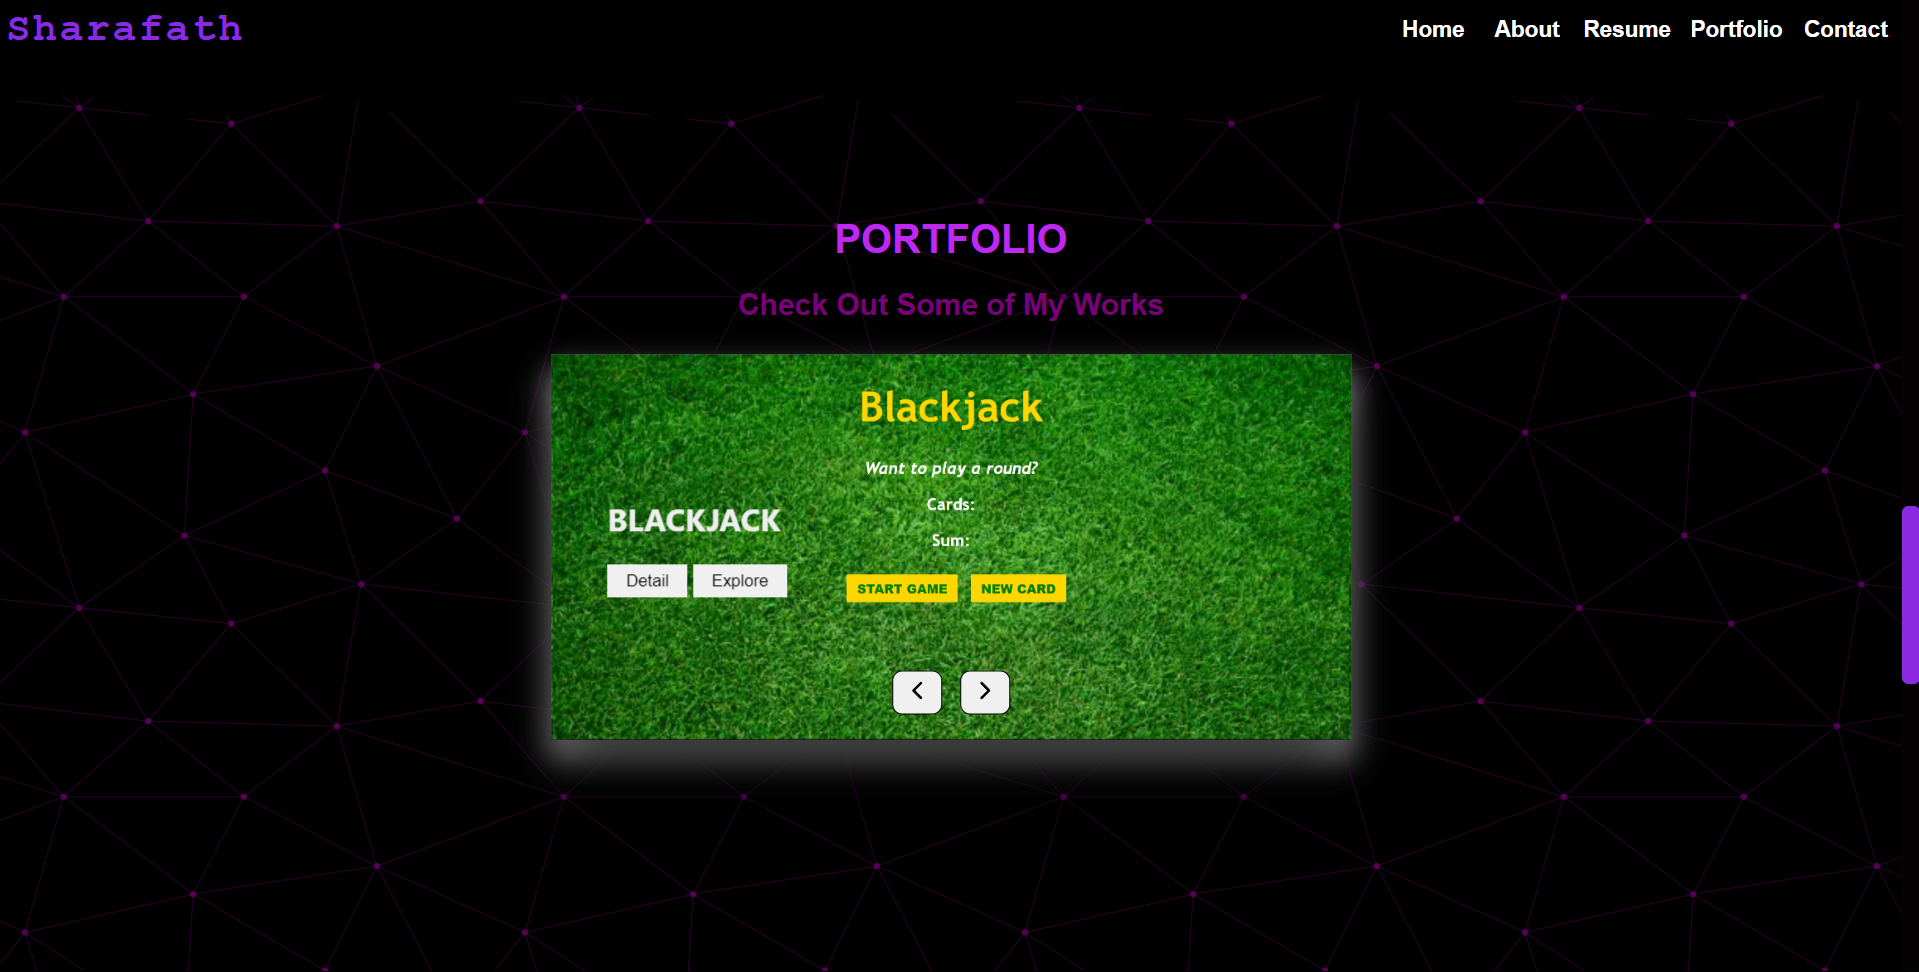 Sharafath
Home About Resume Portfolio Contact
PORTFOLIO
Check Out Some of My Works
Blackjack
Want to play a round?
Cards:
Sum:
BLACKJACK
Detail Explore
START GAME NEW CARD